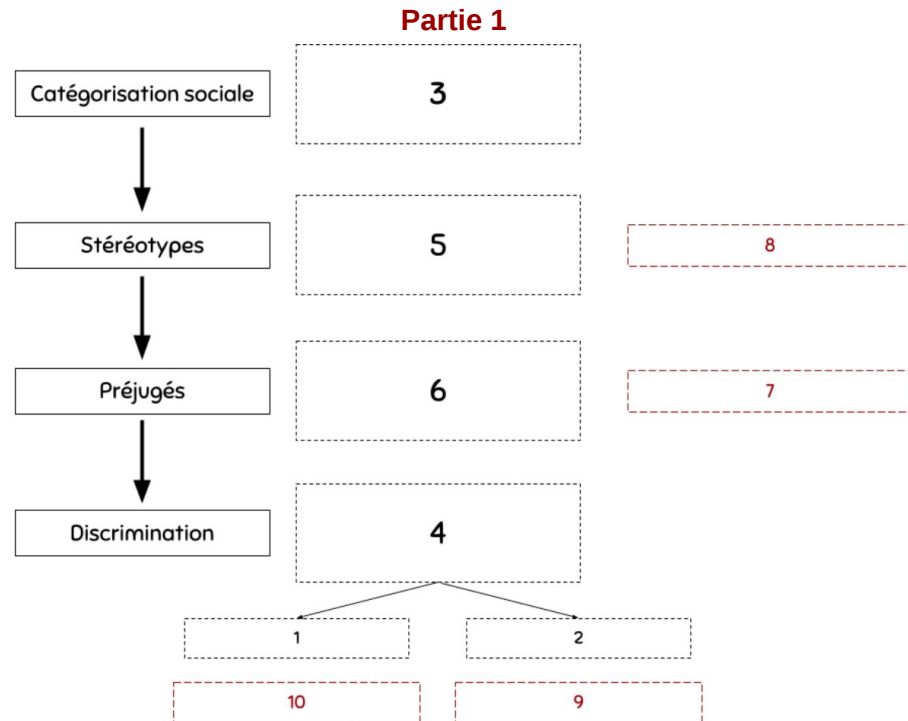 Partie 1
Catégorisation sociale
3
Stéréotypes
5
8
Préjugés
6
7
Discrimination
4
1
2
10
9